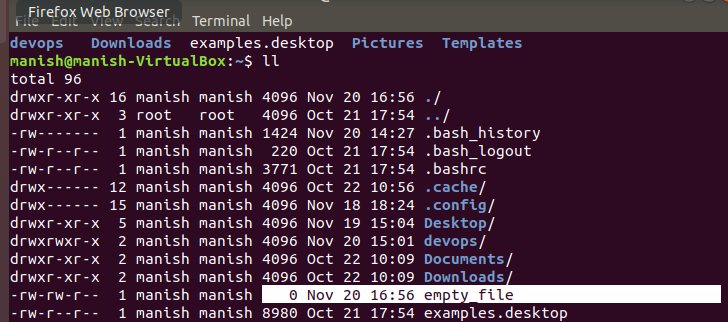 Firefox Web Browser
File Edit View Search Terminal Help
devops  Downloads  examples.desktop  Pictures  Templates
manish@manish-VirtualBox:~$ ll
total 96
drwxr-xr-x 16 manish manish 4096 Nov 20 16:56 ./
drwxr-xr-x  3 root   root   4096 Oct 21 17:54 ../
-rw-------  1 manish manish 1424 Nov 20 14:27 .bash_history
-rw-r--r--  1 manish manish  220 Oct 21 17:54 .bash_logout
-rw-r--r--  1 manish manish 3771 Oct 21 17:54 .bashrc
drwx------ 12 manish manish 4096 Oct 22 10:56 .cache/
drwx------ 15 manish manish 4096 Nov 18 18:24 .config/
drwxr-xr-x  5 manish manish 4096 Nov 19 15:04 Desktop/
drwxrwxr-x  2 manish manish 4096 Nov 20 15:01 devops/
drwxr-xr-x  2 manish manish 4096 Oct 22 10:09 Documents/
drwxr-xr-x  2 manish manish 4096 Oct 22 10:09 Downloads/
-rw-rw-r--  1 manish manish    0 Nov 20 16:56 empty_file
-rw-r--r--  1 manish manish 8980 Oct 21 17:54 examples.desktop